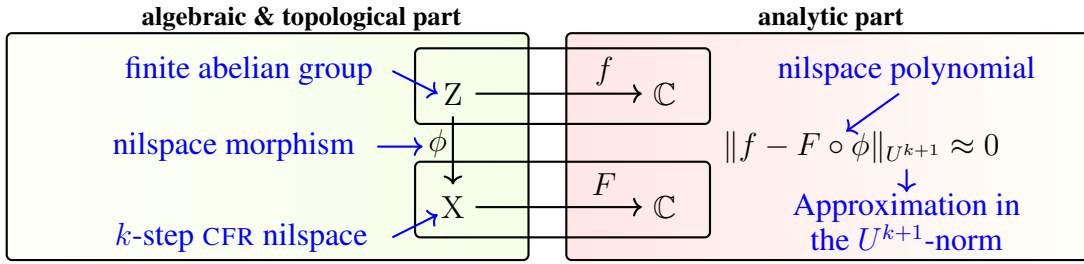 algebraic & topological part
analytic part
finite abelian group
Z
f
ℂ
nilspace polynomial
nilspace morphism
ϕ
‖f − F ∘ ϕ‖_{U^{k+1}} ≈ 0
k-step CFR nilspace
X
F
ℂ
Approximation in
the U^{k+1}-norm